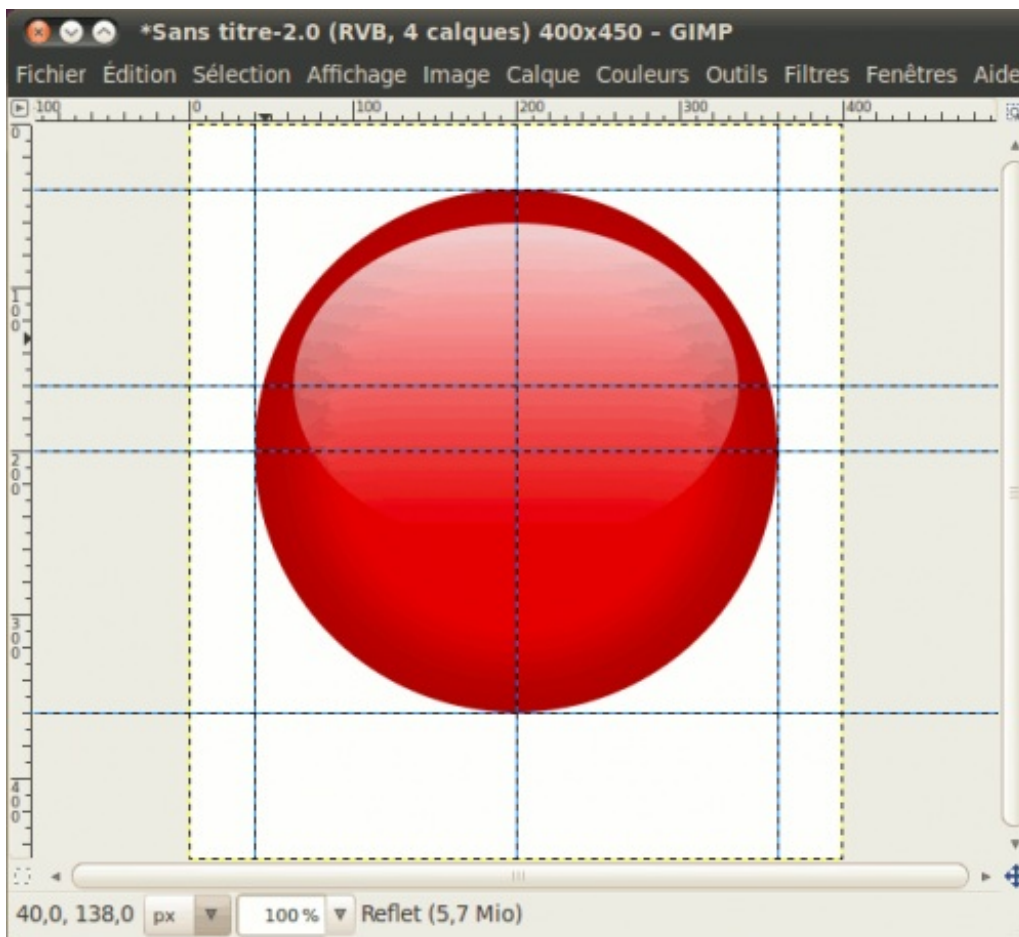 *Sans titre-2.0 (RVB, 4 calques) 400x450 – GIMP
Fichier Édition Sélection Affichage Image Calque Couleurs Outils Filtres Fenêtres Aide
100 0 100 200 300 400
0
100
200
300
400
40,0, 138,0 px 100 % Reflet (5,7 Mio)